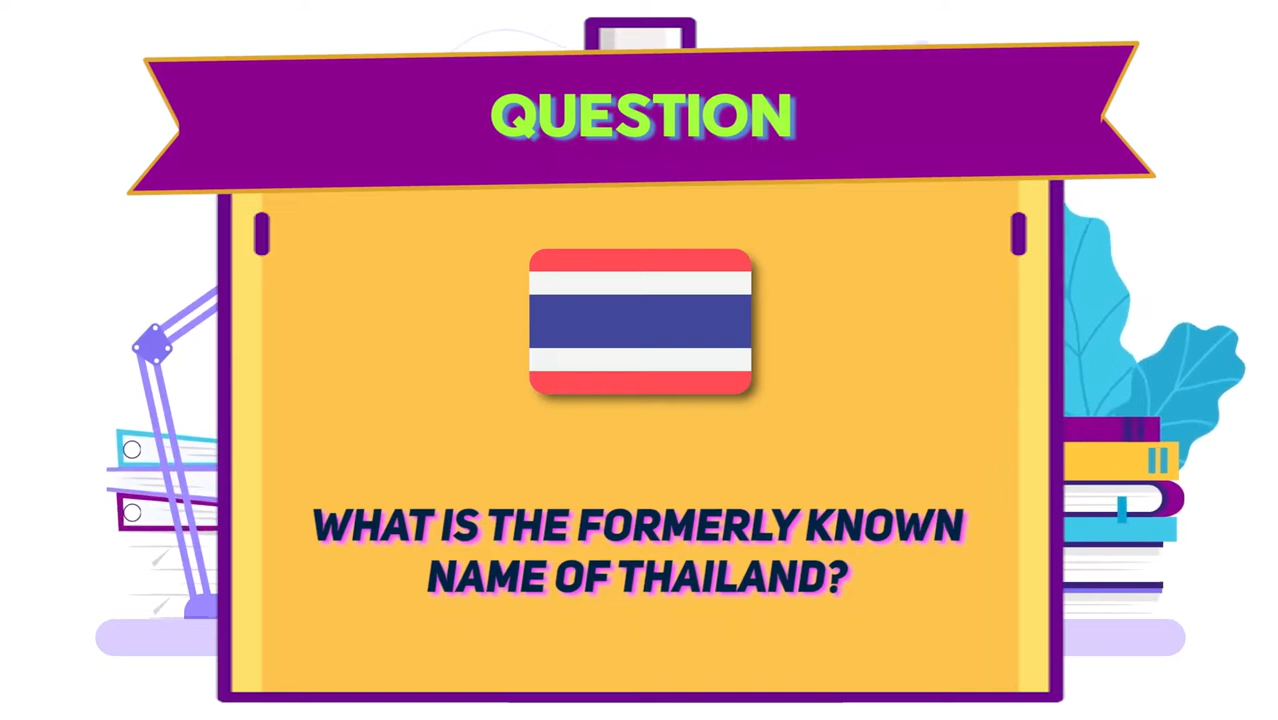 QUESTION
WHAT IS THE FORMERLY KNOWN
NAME OF THAILAND?